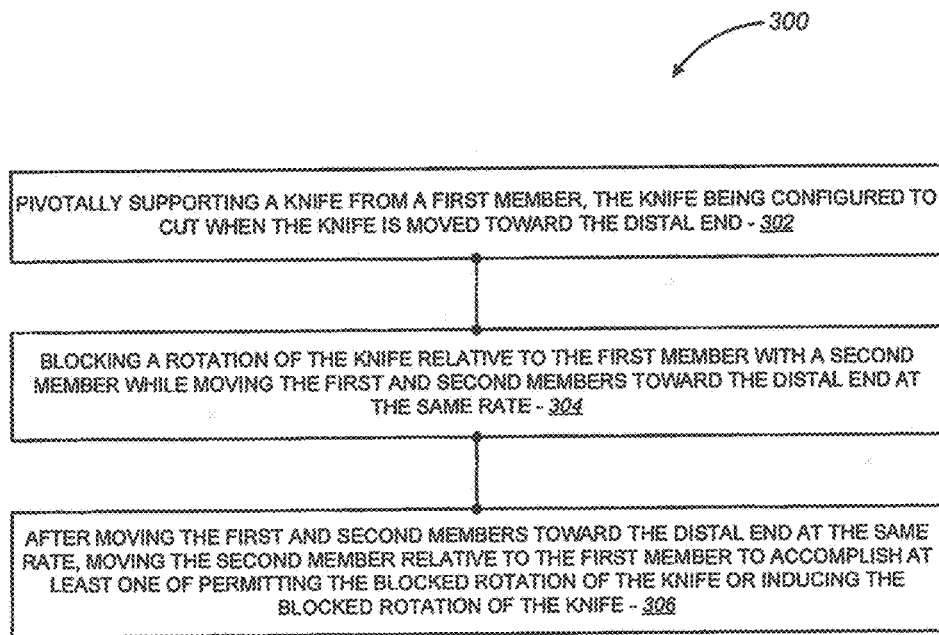 300
PIVOTALLY SUPPORTING A KNIFE FROM A FIRST MEMBER, THE KNIFE BEING CONFIGURED TO
CUT WHEN THE KNIFE IS MOVED TOWARD THE DISTAL END - 302
BLOCKING A ROTATION OF THE KNIFE RELATIVE TO THE FIRST MEMBER WITH A SECOND
MEMBER WHILE MOVING THE FIRST AND SECOND MEMBERS TOWARD THE DISTAL END AT
THE SAME RATE - 304
AFTER MOVING THE FIRST AND SECOND MEMBERS TOWARD THE DISTAL END AT THE SAME
RATE, MOVING THE SECOND MEMBER RELATIVE TO THE FIRST MEMBER TO ACCOMPLISH AT
LEAST ONE OF PERMITTING THE BLOCKED ROTATION OF THE KNIFE OR INDUCING THE
BLOCKED ROTATION OF THE KNIFE - 306